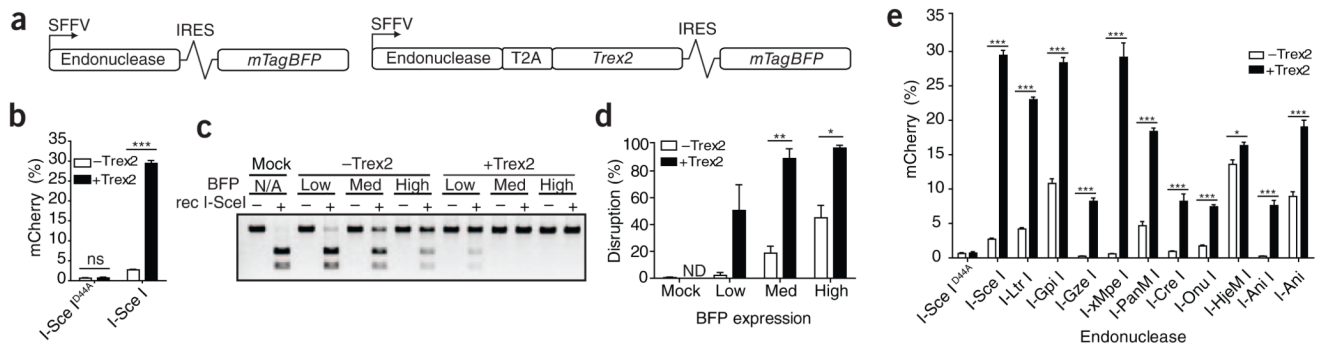 a
SFFV
IRES
Endonuclease
mTagBFP
SFFV
IRES
Endonuclease
T2A
Trex2
mTagBFP
b
mCherry (%)
35
30
25
20
15
10
5
0
−Trex2
+Trex2
ns
***
I-Sce I^D44A
I-Sce I
c
Mock −Trex2 +Trex2
BFP N/A Low Med High Low Med High
rec I-SceI − + − + − + − + − + − + − +
d
Disruption (%)
100
80
60
40
20
0
−Trex2
+Trex2
ND
**
*
Mock Low Med High
BFP expression
e
mCherry (%)
35
30
25
20
15
10
5
0
−Trex2
+Trex2
*** *** *** *** *** *** *** *** * *** ***
I-Sce I^D44A
I-Sce I
I-Ltr I
I-Gpi I
I-Gze I
I-xMpe I
I-PanM I
I-Cre I
I-Onu I
I-HjeM I
I-Ani I
I-Ani
Endonuclease